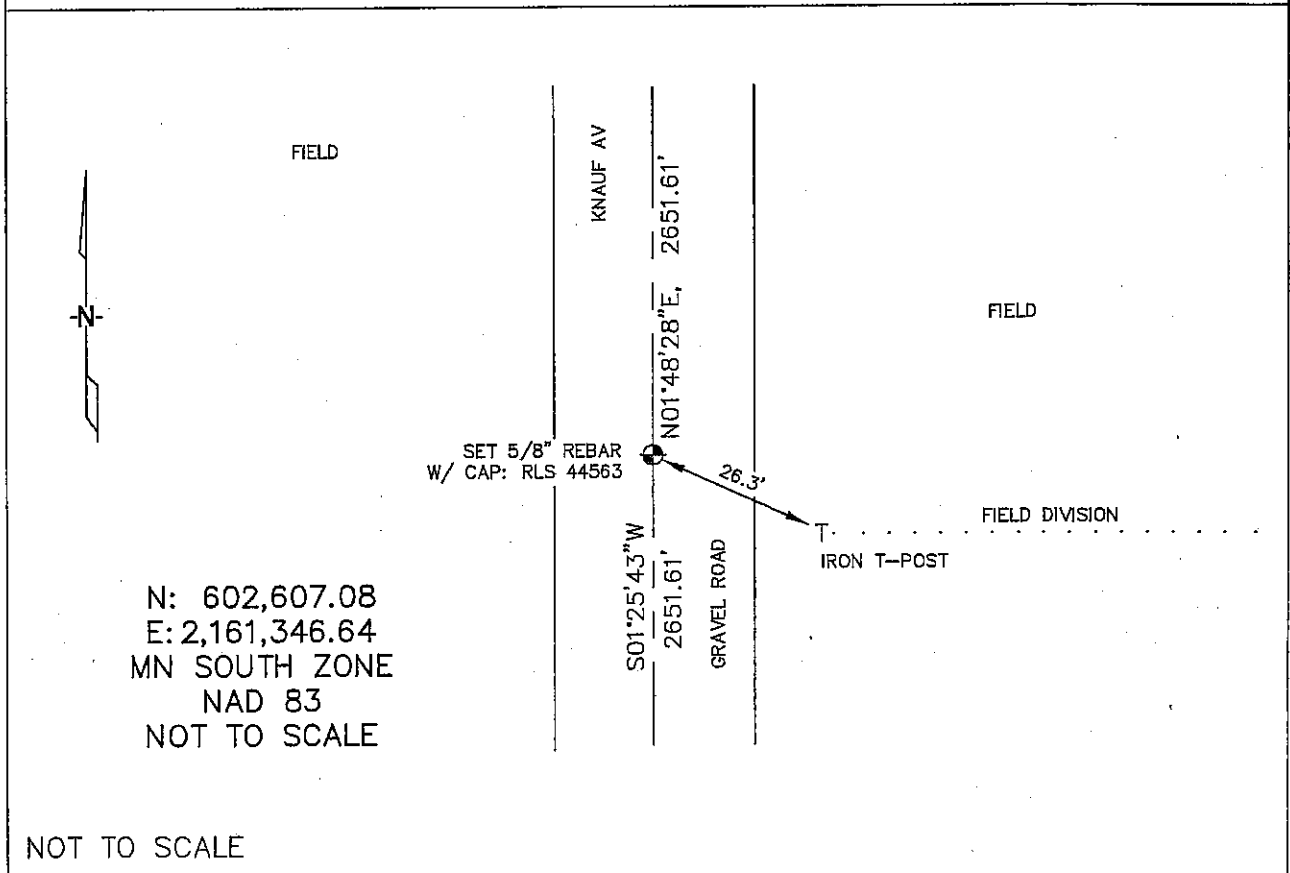 FIELD
KNAUF AV
N01°48'28"E, 2651.61'
-N-
FIELD
SET 5/8" REBAR
W/ CAP: RLS 44563
26.3'
FIELD DIVISION
T
IRON T-POST
S01°25'43"W
2651.61'
GRAVEL ROAD
N: 602,607.08
E: 2,161,346.64
MN SOUTH ZONE
NAD 83
NOT TO SCALE
NOT TO SCALE